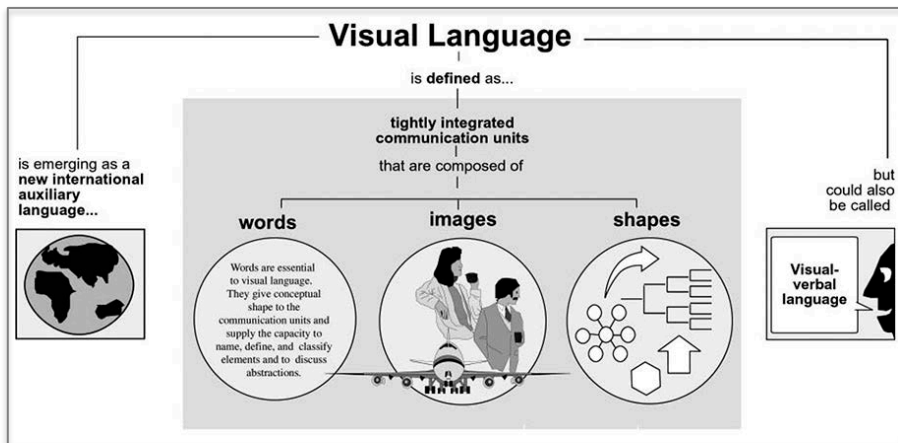 Visual Language
is defined as...
tightly integrated
communication units
that are composed of
is emerging as a
new international
auxiliary
language...
words
Words are essential
to visual language.
They give conceptual
shape to the
communication units and
supply the capacity to
name, define, and classify
elements and to discuss
abstractions.
images
shapes
but
could also
be called
Visual-
verbal
language